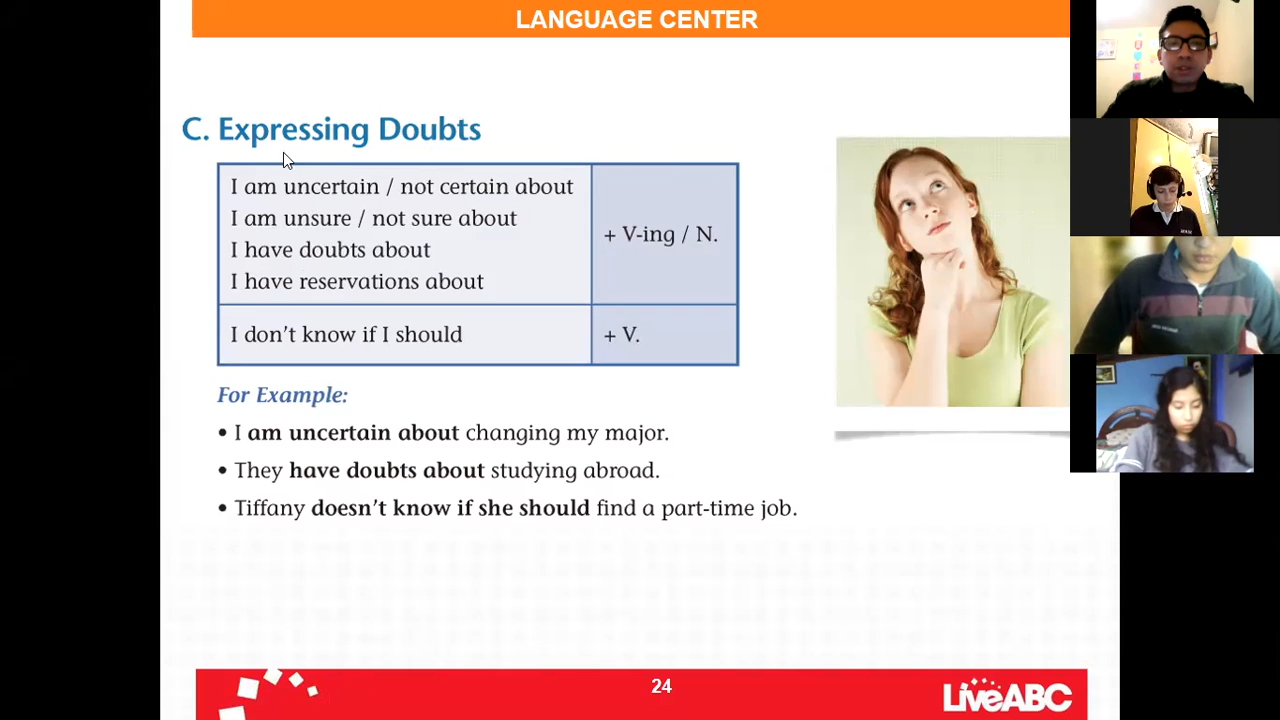 LANGUAGE CENTER
C. Expressing Doubts
I am uncertain / not certain about
I am unsure / not sure about
I have doubts about
I have reservations about
+ V-ing / N.
I don't know if I should
+ V.
For Example:
• I am uncertain about changing my major.
• They have doubts about studying abroad.
• Tiffany doesn't know if she should find a part-time job.
24
LiveABC